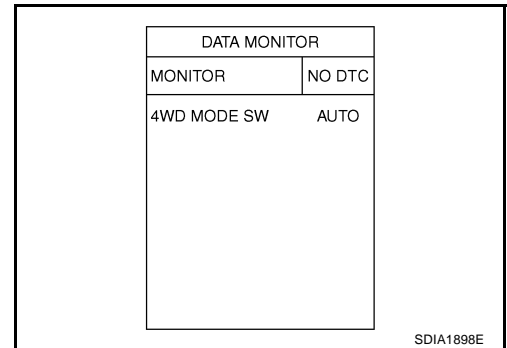 DATA MONITOR
MONITOR NO DTC
4WD MODE SW AUTO
SDIA1898E